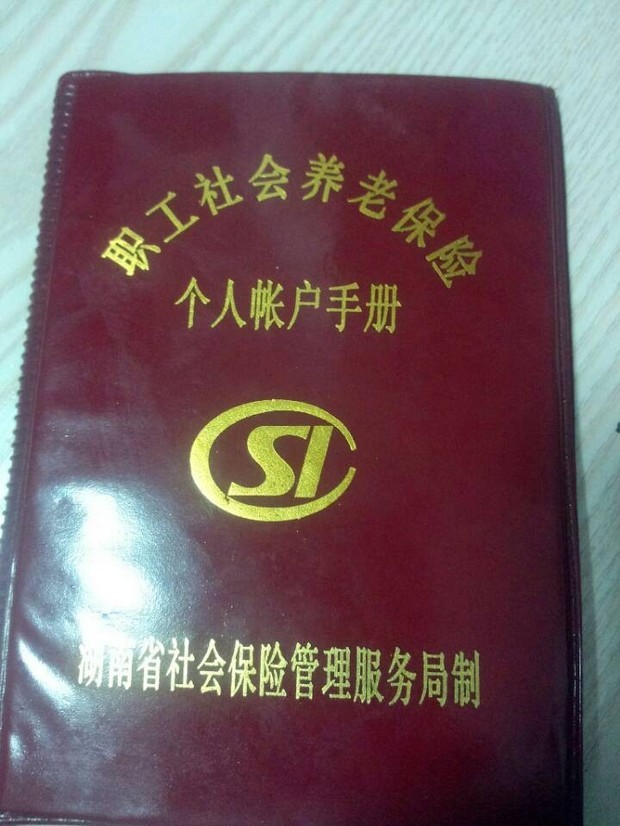 职工社会养老保险
个人帐户手册
SI
湖南省社会保险管理服务局制